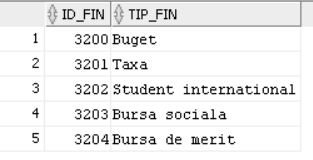 ID_FIN TIP_FIN
1 3200 Buget
2 3201 Taxa
3 3202 Student international
4 3203 Bursa sociala
5 3204 Bursa de merit